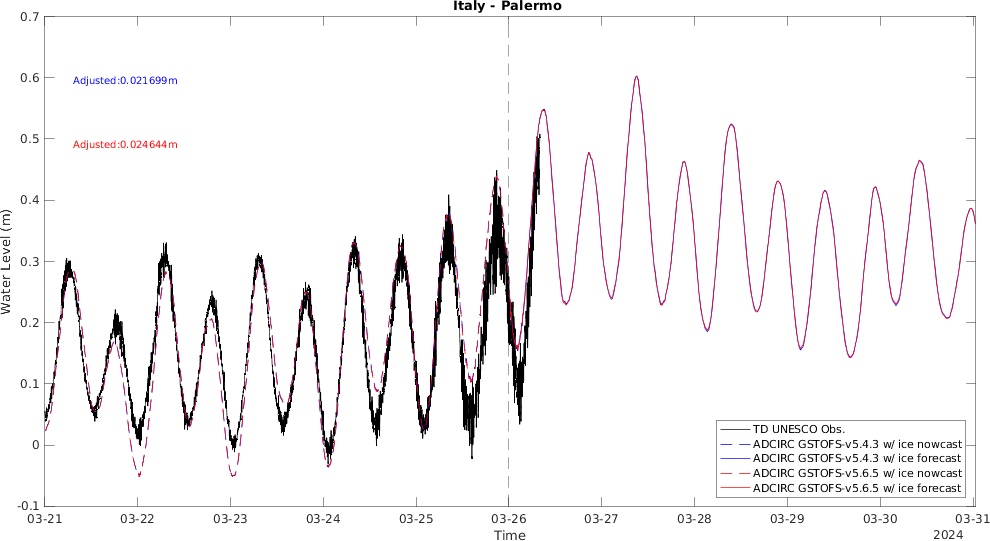 Italy - Palermo
0.7
0.6
0.5
0.4
0.3
0.2
0.1
0
-0.1
Water Level (m)
Adjusted:0.021699m
Adjusted:0.024644m
TD UNESCO Obs.
ADCIRC GSTOFS-v5.4.3 w/ ice nowcast
ADCIRC GSTOFS-v5.4.3 w/ ice forecast
ADCIRC GSTOFS-v5.6.5 w/ ice nowcast
ADCIRC GSTOFS-v5.6.5 w/ ice forecast
03-21 03-22 03-23 03-24 03-25 03-26 03-27 03-28 03-29 03-30 03-31
Time
2024